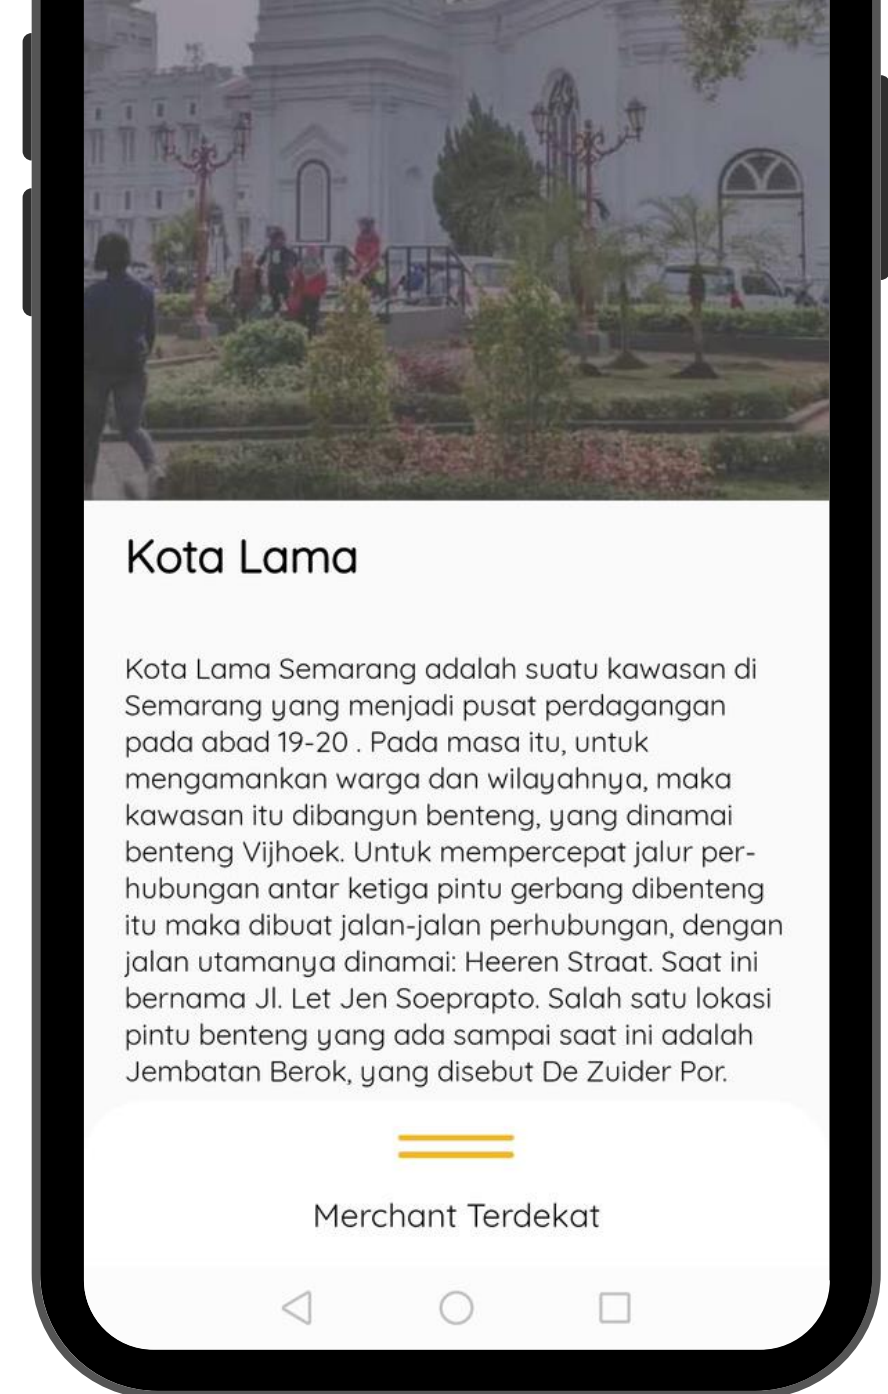 Kota Lama
Kota Lama Semarang adalah suatu kawasan di
Semarang yang menjadi pusat perdagangan
pada abad 19-20 . Pada masa itu, untuk
mengamankan warga dan wilayahnya, maka
kawasan itu dibangun benteng, yang dinamai
benteng Vijhoek. Untuk mempercepat jalur per-
hubungan antar ketiga pintu gerbang dibenteng
itu maka dibuat jalan-jalan perhubungan, dengan
jalan utamanya dinamai: Heeren Straat. Saat ini
bernama Jl. Let Jen Soeprapto. Salah satu lokasi
pintu benteng yang ada sampai saat ini adalah
Jembatan Berok, yang disebut De Zuider Por.
Merchant Terdekat